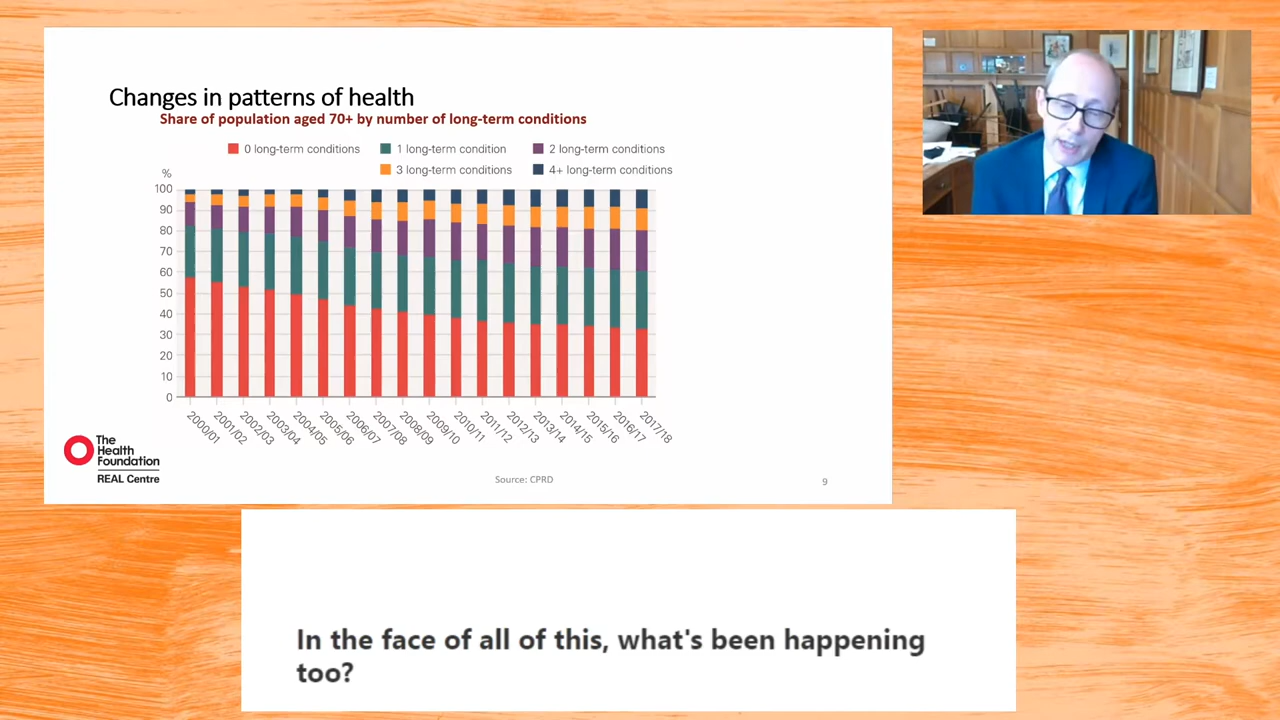 Changes in patterns of health
Share of population aged 70+ by number of long-term conditions
0 long-term conditions
1 long-term condition
2 long-term conditions
3 long-term conditions
4+ long-term conditions
%
100
90
80
70
60
50
40
30
20
10
0
2000/01
2001/02
2002/03
2003/04
2004/05
2005/06
2006/07
2007/08
2008/09
2009/10
2010/11
2011/12
2012/13
2013/14
2014/15
2015/16
2016/17
2017/18
The
Health
Foundation
REAL Centre
Source: CPRD
9
In the face of all of this, what's been happening
too?